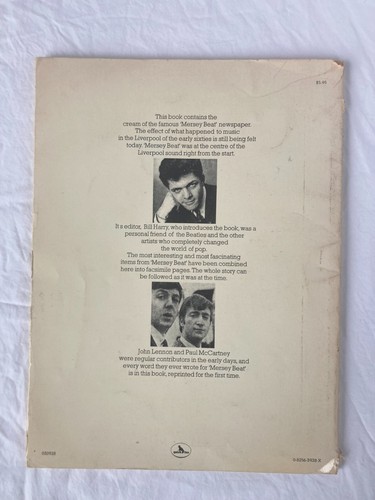 This book contains the
cream of the famous 'Mersey Beat' newspaper.
The effect of what happened to music
in the Liverpool of the early sixties is still being felt
today. 'Mersey Beat' was at the centre of the
Liverpool sound right from the start.
It s editor, Bill Harry, who introduces the book, was a
personal friend of the Beatles and the other
artists who completely changed
the world of pop.
The most interesting and most fascinating
items from 'Mersey Beat' have been combined
here into facsimile pages. The whole story can
be followed as it was at the time.
John Lennon and Paul McCartney
were regular contributors in the early days, and
every word they ever wrote for 'Mersey Beat'
is in this book, reprinted for the first time.